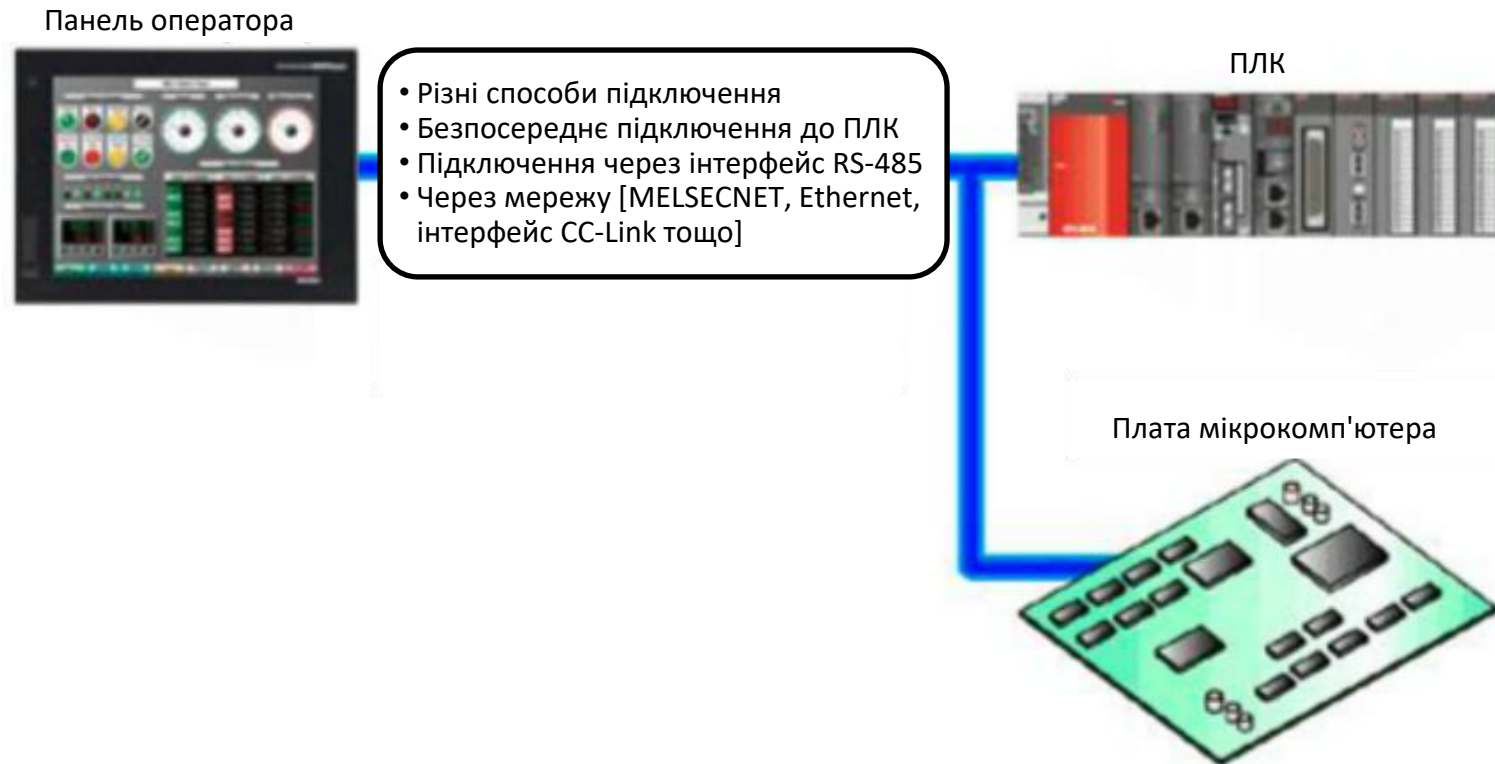 Панель оператора
• Різні способи підключення
• Безпосереднє підключення до ПЛК
• Підключення через інтерфейс RS-485
• Через мережу [MELSECNET, Ethernet,
інтерфейс CC-Link тощо]
ПЛК
Плата мікрокомп'ютера